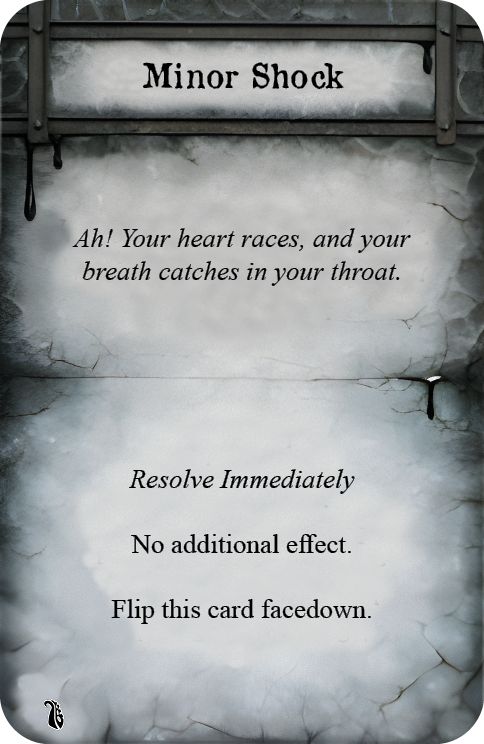 Minor Shock
Ah! Your heart races, and your
breath catches in your throat.
Resolve Immediately
No additional effect.
Flip this card facedown.